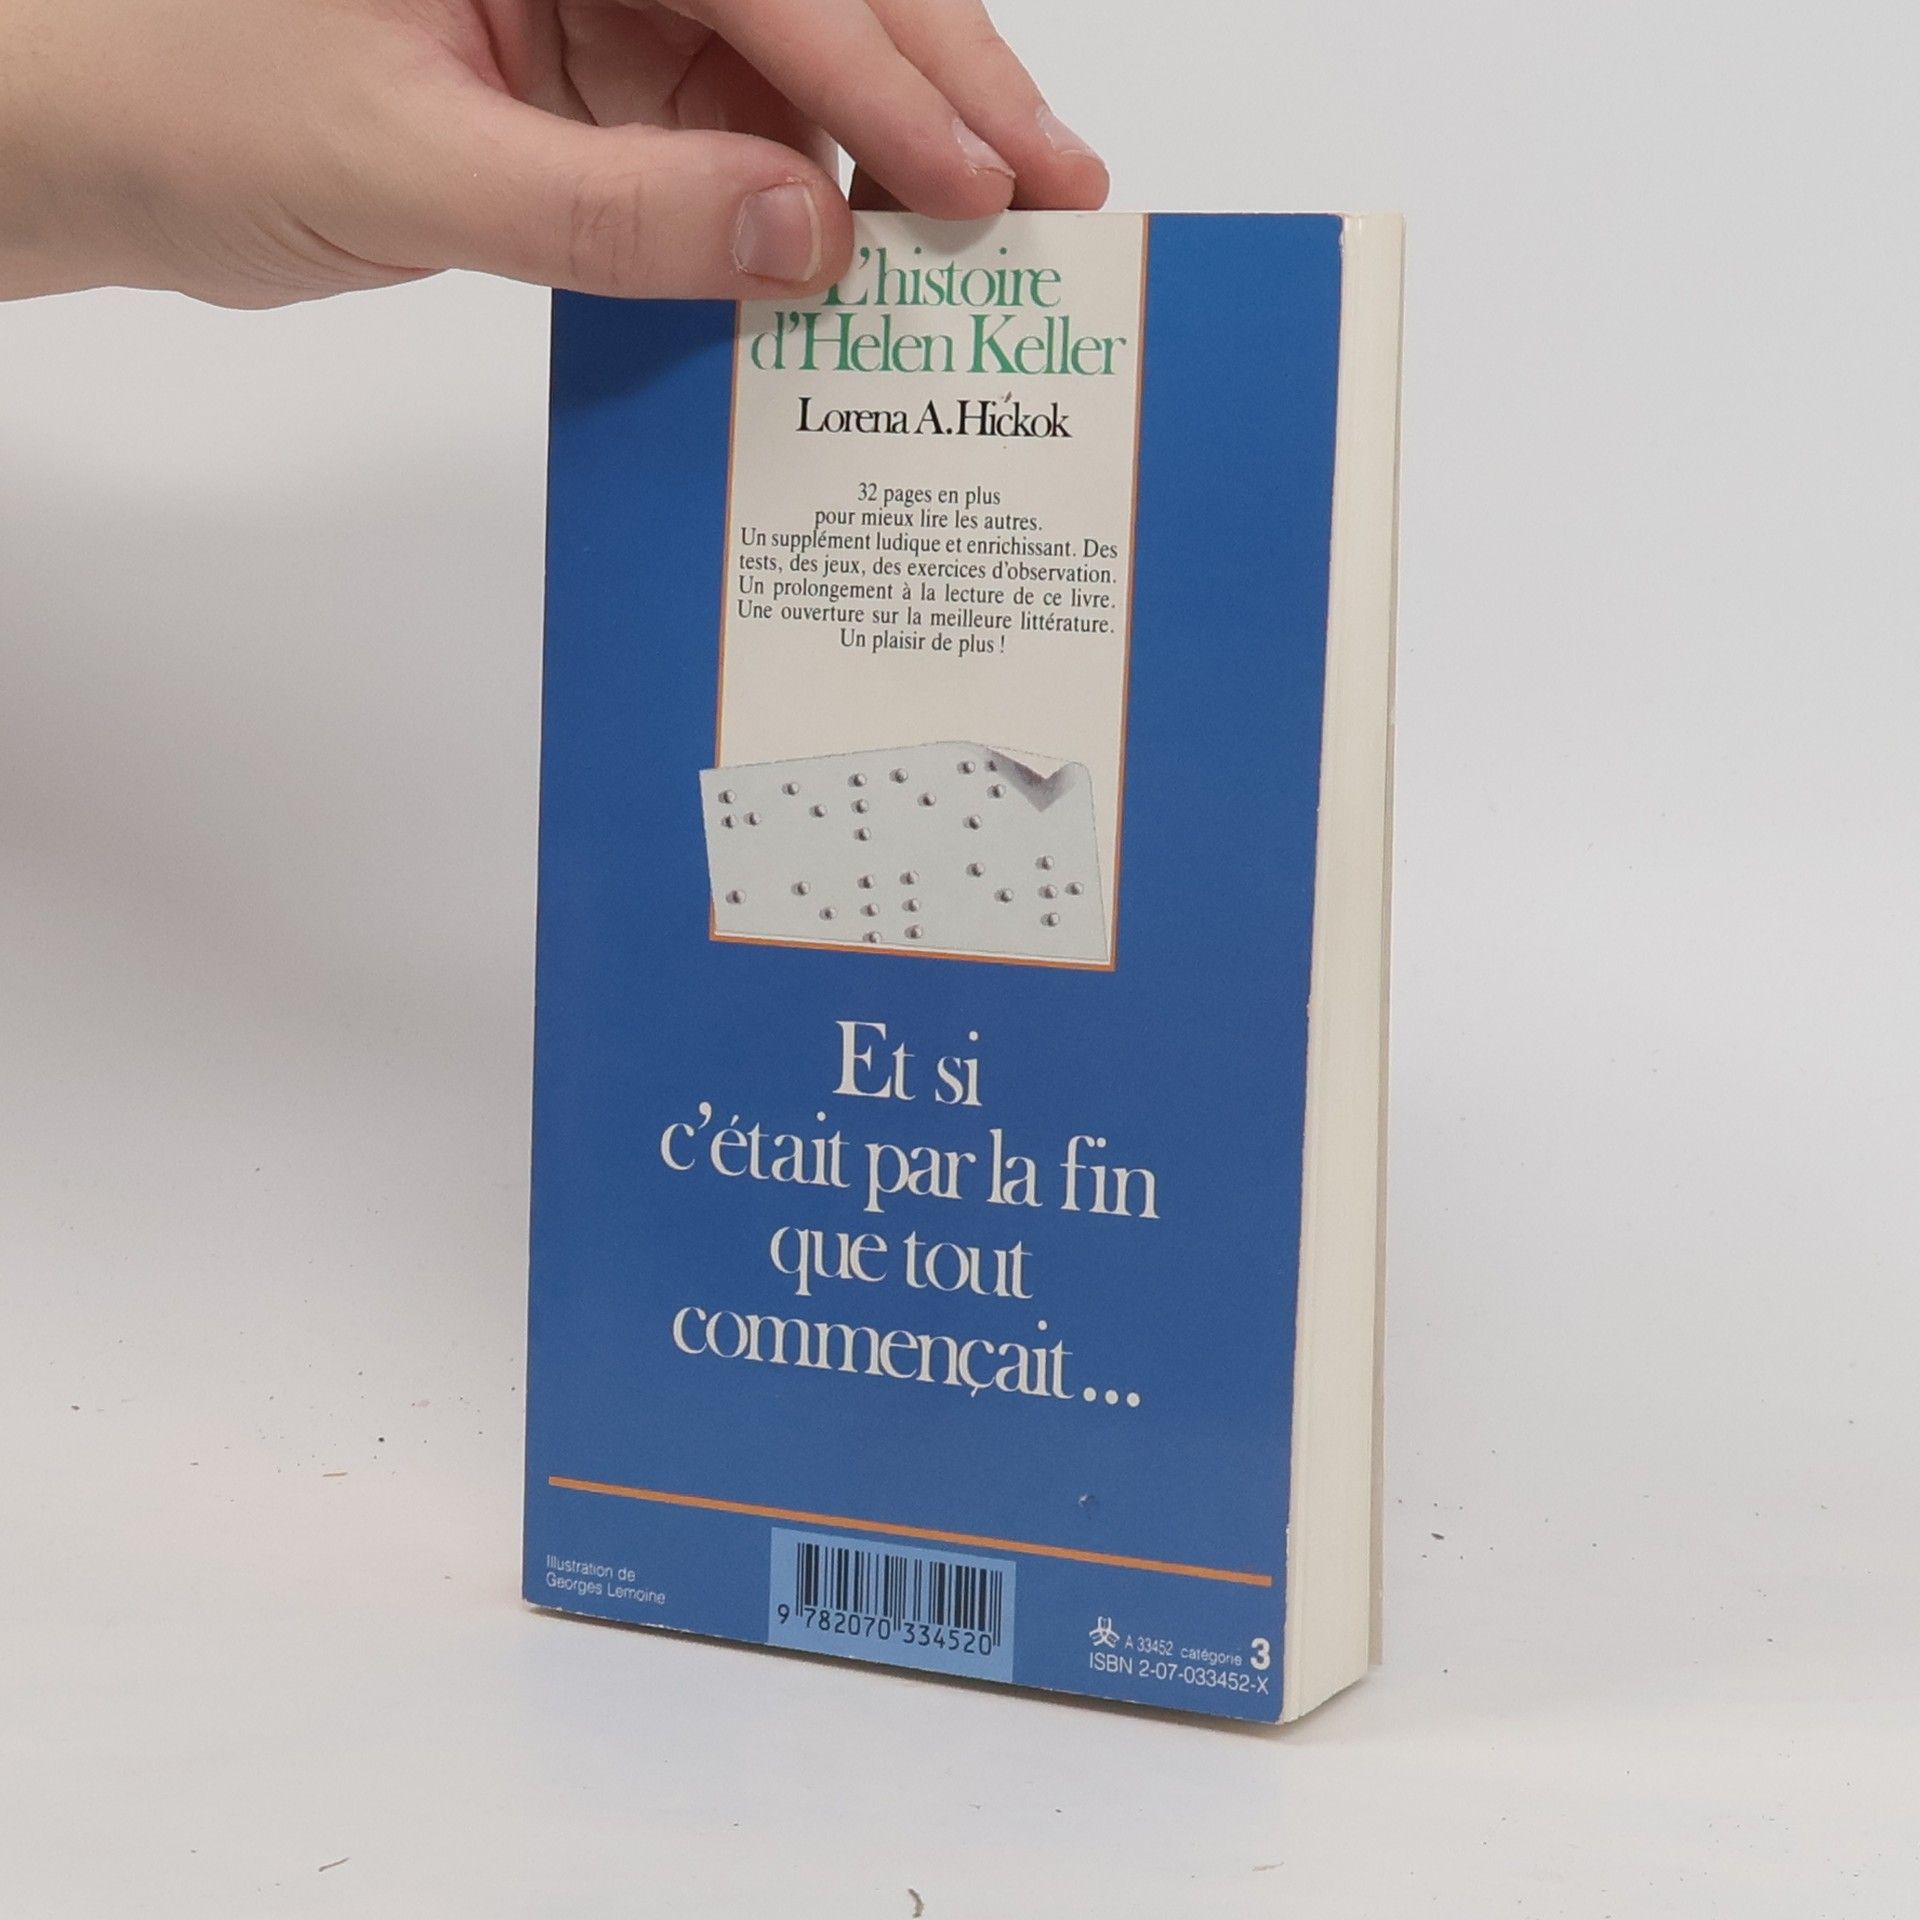 L'histoire
d'Helen Keller
Lorena A. Hickok
32 pages en plus
pour mieux lire les autres.
Un supplément ludique et enrichissant. Des
tests, des jeux, des exercices d'observation.
Un prolongement à la lecture de ce livre.
Une ouverture sur la meilleure littérature.
Un plaisir de plus !
Et si
c'était par la fin
que tout
commençait...
Illustration de
Georges Lemoine
9 782070 334520
A 33452 catégorie 3
ISBN 2-07-033452-X